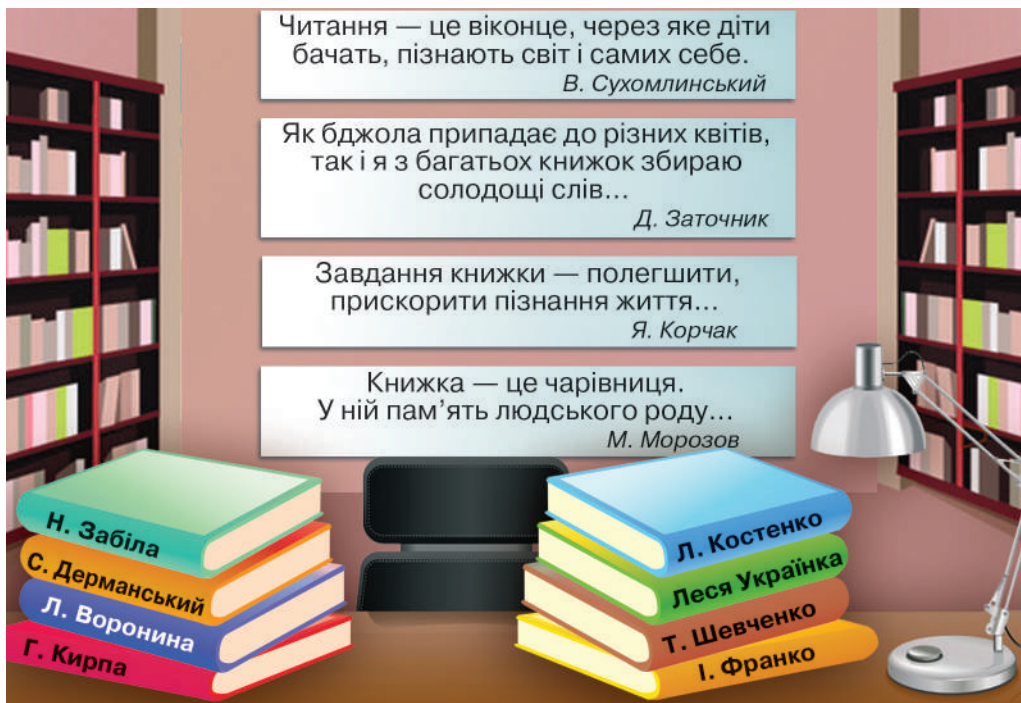 Читання — це віконце, через яке діти
бачать, пізнають світ і самих себе.
В. Сухомлинський
Як бджола припадає до різних квітів,
так і я з багатьох книжок збираю
солодощі слів...
Д. Заточник
Завдання книжки — полегшити,
прискорити пізнання життя...
Я. Корчак
Книжка — це чарівниця.
У ній пам’ять людського роду...
М. Морозов
Н. Забіла
С. Дерманський
Л. Воронина
Г. Кирпа
Л. Костенко
Леся Українка
Т. Шевченко
І. Франко